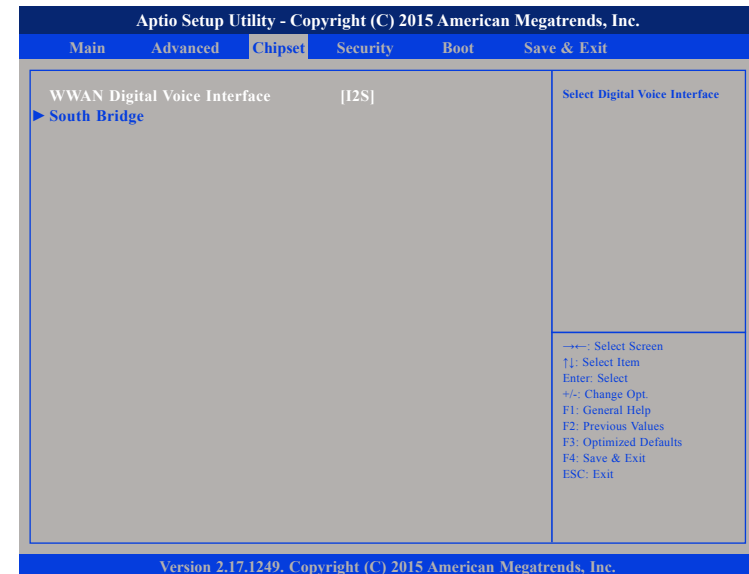 Aptio Setup Utility - Copyright (C) 2015 American Megatrends, Inc.
Main Advanced Chipset Security Boot Save & Exit
WWAN Digital Voice Interface [I2S]
► South Bridge
Select Digital Voice Interface
→←: Select Screen
↑↓: Select Item
Enter: Select
+/-: Change Opt.
F1: General Help
F2: Previous Values
F3: Optimized Defaults
F4: Save & Exit
ESC: Exit
Version 2.17.1249. Copyright (C) 2015 American Megatrends, Inc.